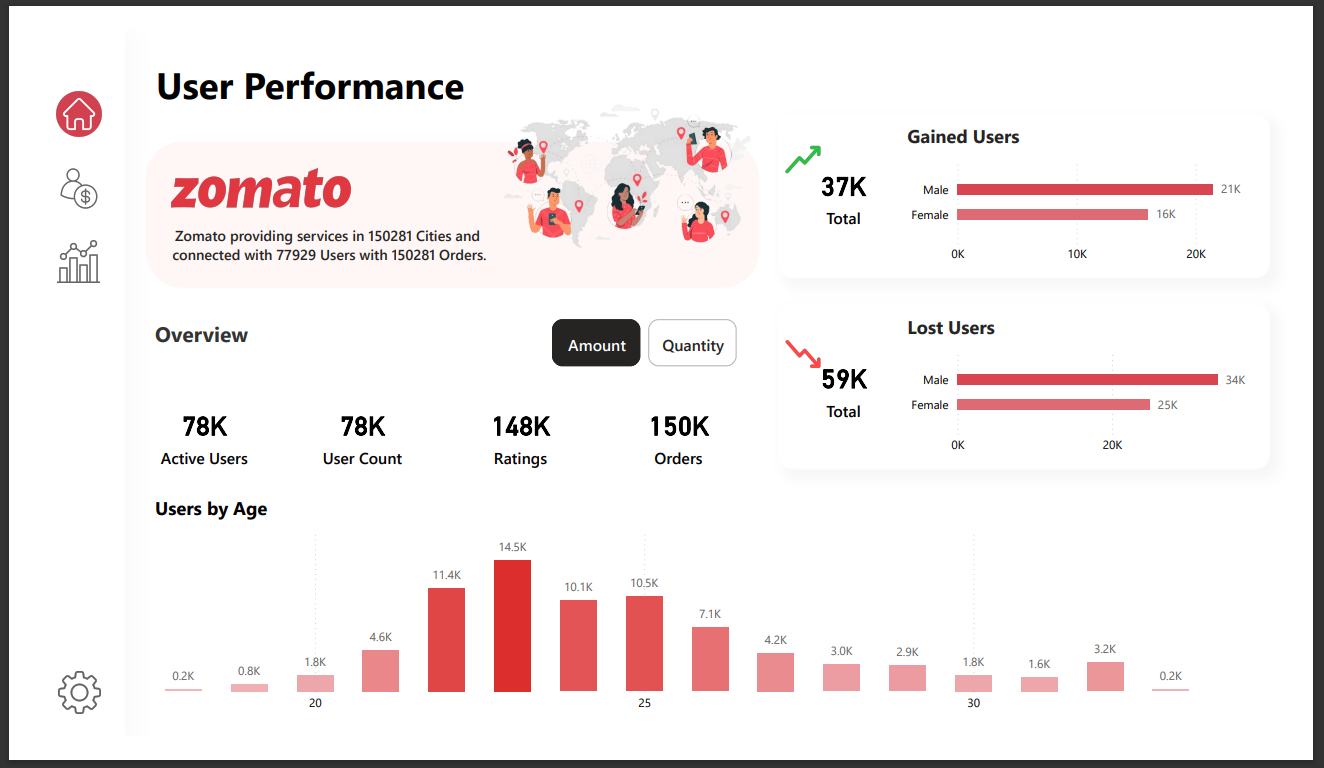 User Performance
zomato
Zomato providing services in 150281 Cities and
connected with 77929 Users with 150281 Orders.
Gained Users
37K
Total
Male 21K
Female 16K
0K 10K 20K
Overview
Amount Quantity
Lost Users
59K
Total
Male 34K
Female 25K
0K 20K
78K 78K 148K 150K
Active Users User Count Ratings Orders
Users by Age
0.2K 0.8K 1.8K 4.6K 11.4K 14.5K 10.1K 10.5K 7.1K 4.2K 3.0K 2.9K 1.8K 1.6K 3.2K 0.2K
20 25 30